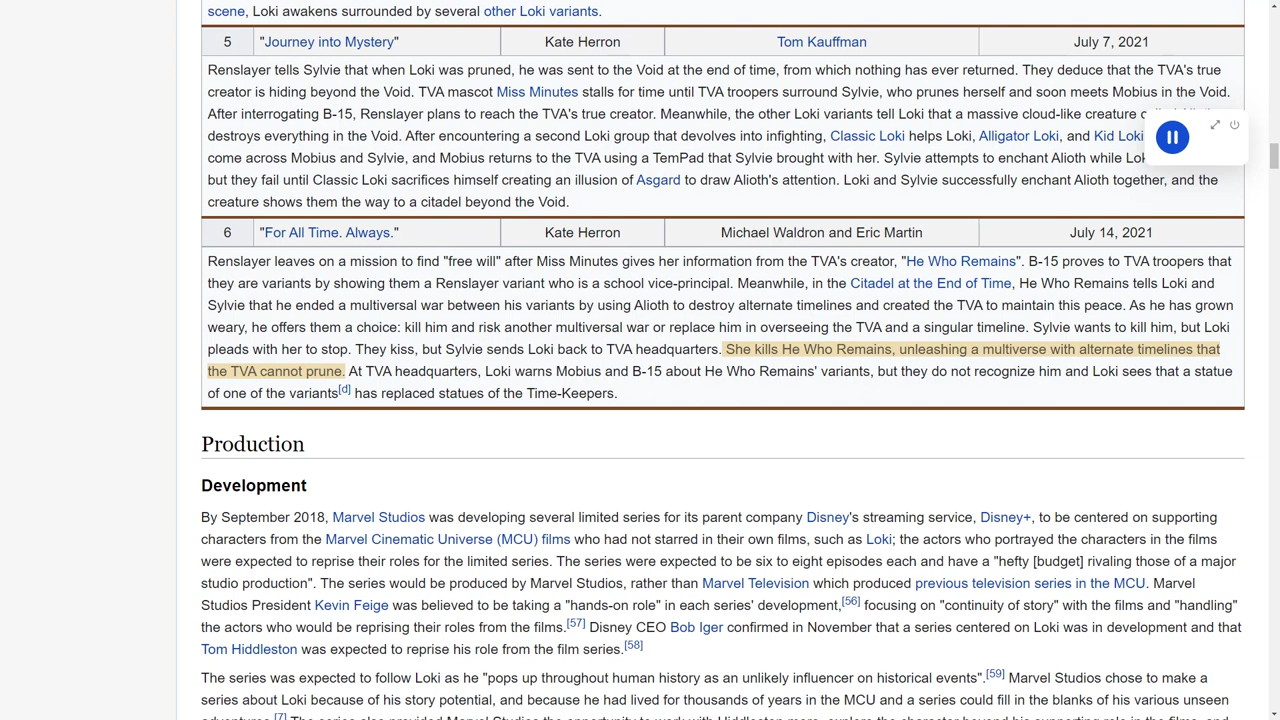 scene, Loki awakens surrounded by several other Loki variants.
5 "Journey into Mystery" Kate Herron Tom Kauffman July 7, 2021
Renslayer tells Sylvie that when Loki was pruned, he was sent to the Void at the end of time, from which nothing has ever returned. They deduce that the TVA's true
creator is hiding beyond the Void. TVA mascot Miss Minutes stalls for time until TVA troopers surround Sylvie, who prunes herself and soon meets Mobius in the Void.
After interrogating B-15, Renslayer plans to reach the TVA's true creator. Meanwhile, the other Loki variants tell Loki that a massive cloud-like creature
destroys everything in the Void. After encountering a second Loki group that devolves into infighting, Classic Loki helps Loki, Alligator Loki, and Kid Loki
come across Mobius and Sylvie, and Mobius returns to the TVA using a TemPad that Sylvie brought with her. Sylvie attempts to enchant Alioth while
but they fail until Classic Loki sacrifices himself creating an illusion of Asgard to draw Alioth's attention. Loki and Sylvie successfully enchant Alioth together, and the
creature shows them the way to a citadel beyond the Void.
6 "For All Time. Always." Kate Herron Michael Waldron and Eric Martin July 14, 2021
Renslayer leaves on a mission to find "free will" after Miss Minutes gives her information from the TVA's creator, "He Who Remains". B-15 proves to TVA troopers that
they are variants by showing them a Renslayer variant who is a school vice-principal. Meanwhile, in the Citadel at the End of Time, He Who Remains tells Loki and
Sylvie that he ended a multiversal war between his variants by using Alioth to destroy alternate timelines and created the TVA to maintain this peace. As he has grown
weary, he offers them a choice: kill him and risk another multiversal war or replace him in overseeing the TVA and a singular timeline. Sylvie wants to kill him, but Loki
pleads with her to stop. They kiss, but Sylvie sends Loki back to TVA headquarters. She kills He Who Remains, unleashing a multiverse with alternate timelines that
the TVA cannot prune. At TVA headquarters, Loki warns Mobius and B-15 about He Who Remains' variants, but they do not recognize him and Loki sees that a statue
of one of the variants[d] has replaced statues of the Time-Keepers.
Production
Development
By September 2018, Marvel Studios was developing several limited series for its parent company Disney's streaming service, Disney+, to be centered on supporting
characters from the Marvel Cinematic Universe (MCU) films who had not starred in their own films, such as Loki; the actors who portrayed the characters in the films
were expected to reprise their roles for the limited series. The series were expected to be six to eight episodes each and have a "hefty [budget] rivaling those of a major
studio production". The series would be produced by Marvel Studios, rather than Marvel Television which produced previous television series in the MCU. Marvel
Studios President Kevin Feige was believed to be taking a "hands-on role" in each series' development,[56] focusing on "continuity of story" with the films and "handling"
the actors who would be reprising their roles from the films.[57] Disney CEO Bob Iger confirmed in November that a series centered on Loki was in development and that
Tom Hiddleston was expected to reprise his role from the film series.[58]
The series was expected to follow Loki as he "pops up throughout human history as an unlikely influencer on historical events".[59] Marvel Studios chose to make a
series about Loki because of his story potential, and because he had lived for thousands of years in the MCU and a series could fill in the blanks of his various unseen
adventures.[7] The series also provided Marvel Studios the opportunity to work with Hiddleston more, explore the character beyond his supporting role in the films, and